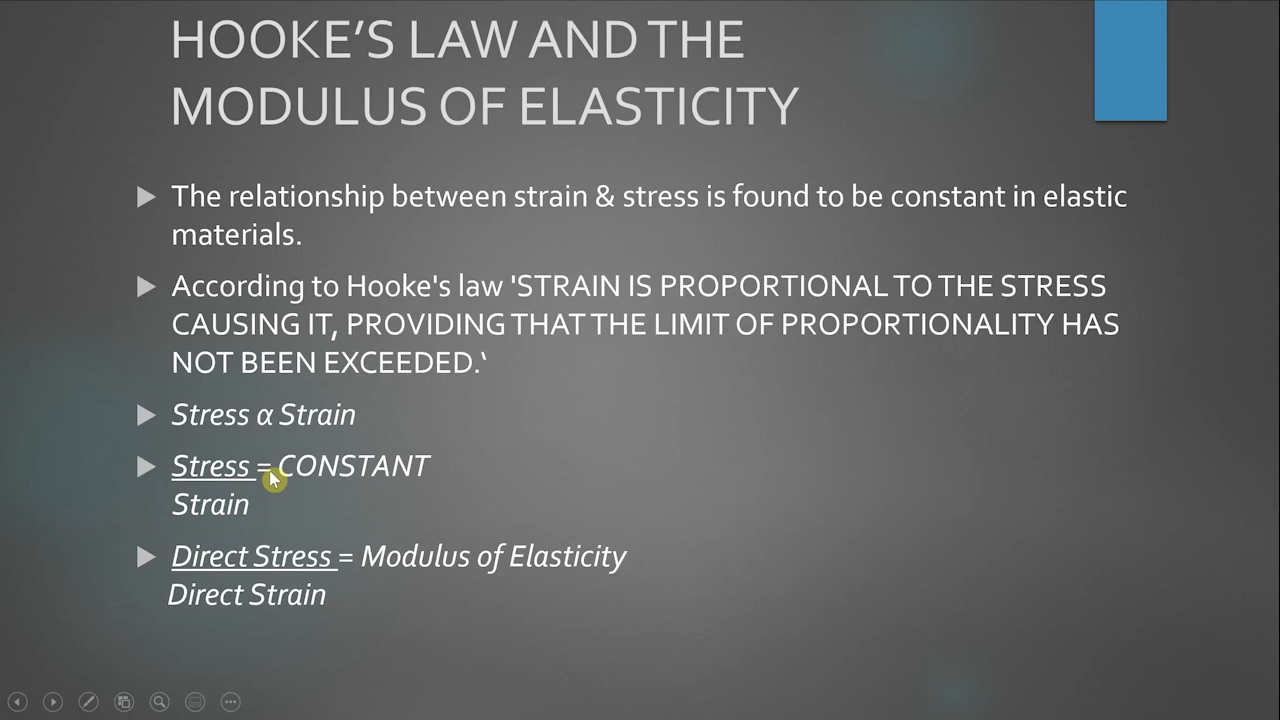 HOOKE’S LAW AND THE
MODULUS OF ELASTICITY
The relationship between strain & stress is found to be constant in elastic
materials.
According to Hooke's law 'STRAIN IS PROPORTIONAL TO THE STRESS
CAUSING IT, PROVIDING THAT THE LIMIT OF PROPORTIONALITY HAS
NOT BEEN EXCEEDED.‘
Stress α Strain
Stress = CONSTANT
Strain
Direct Stress = Modulus of Elasticity
Direct Strain